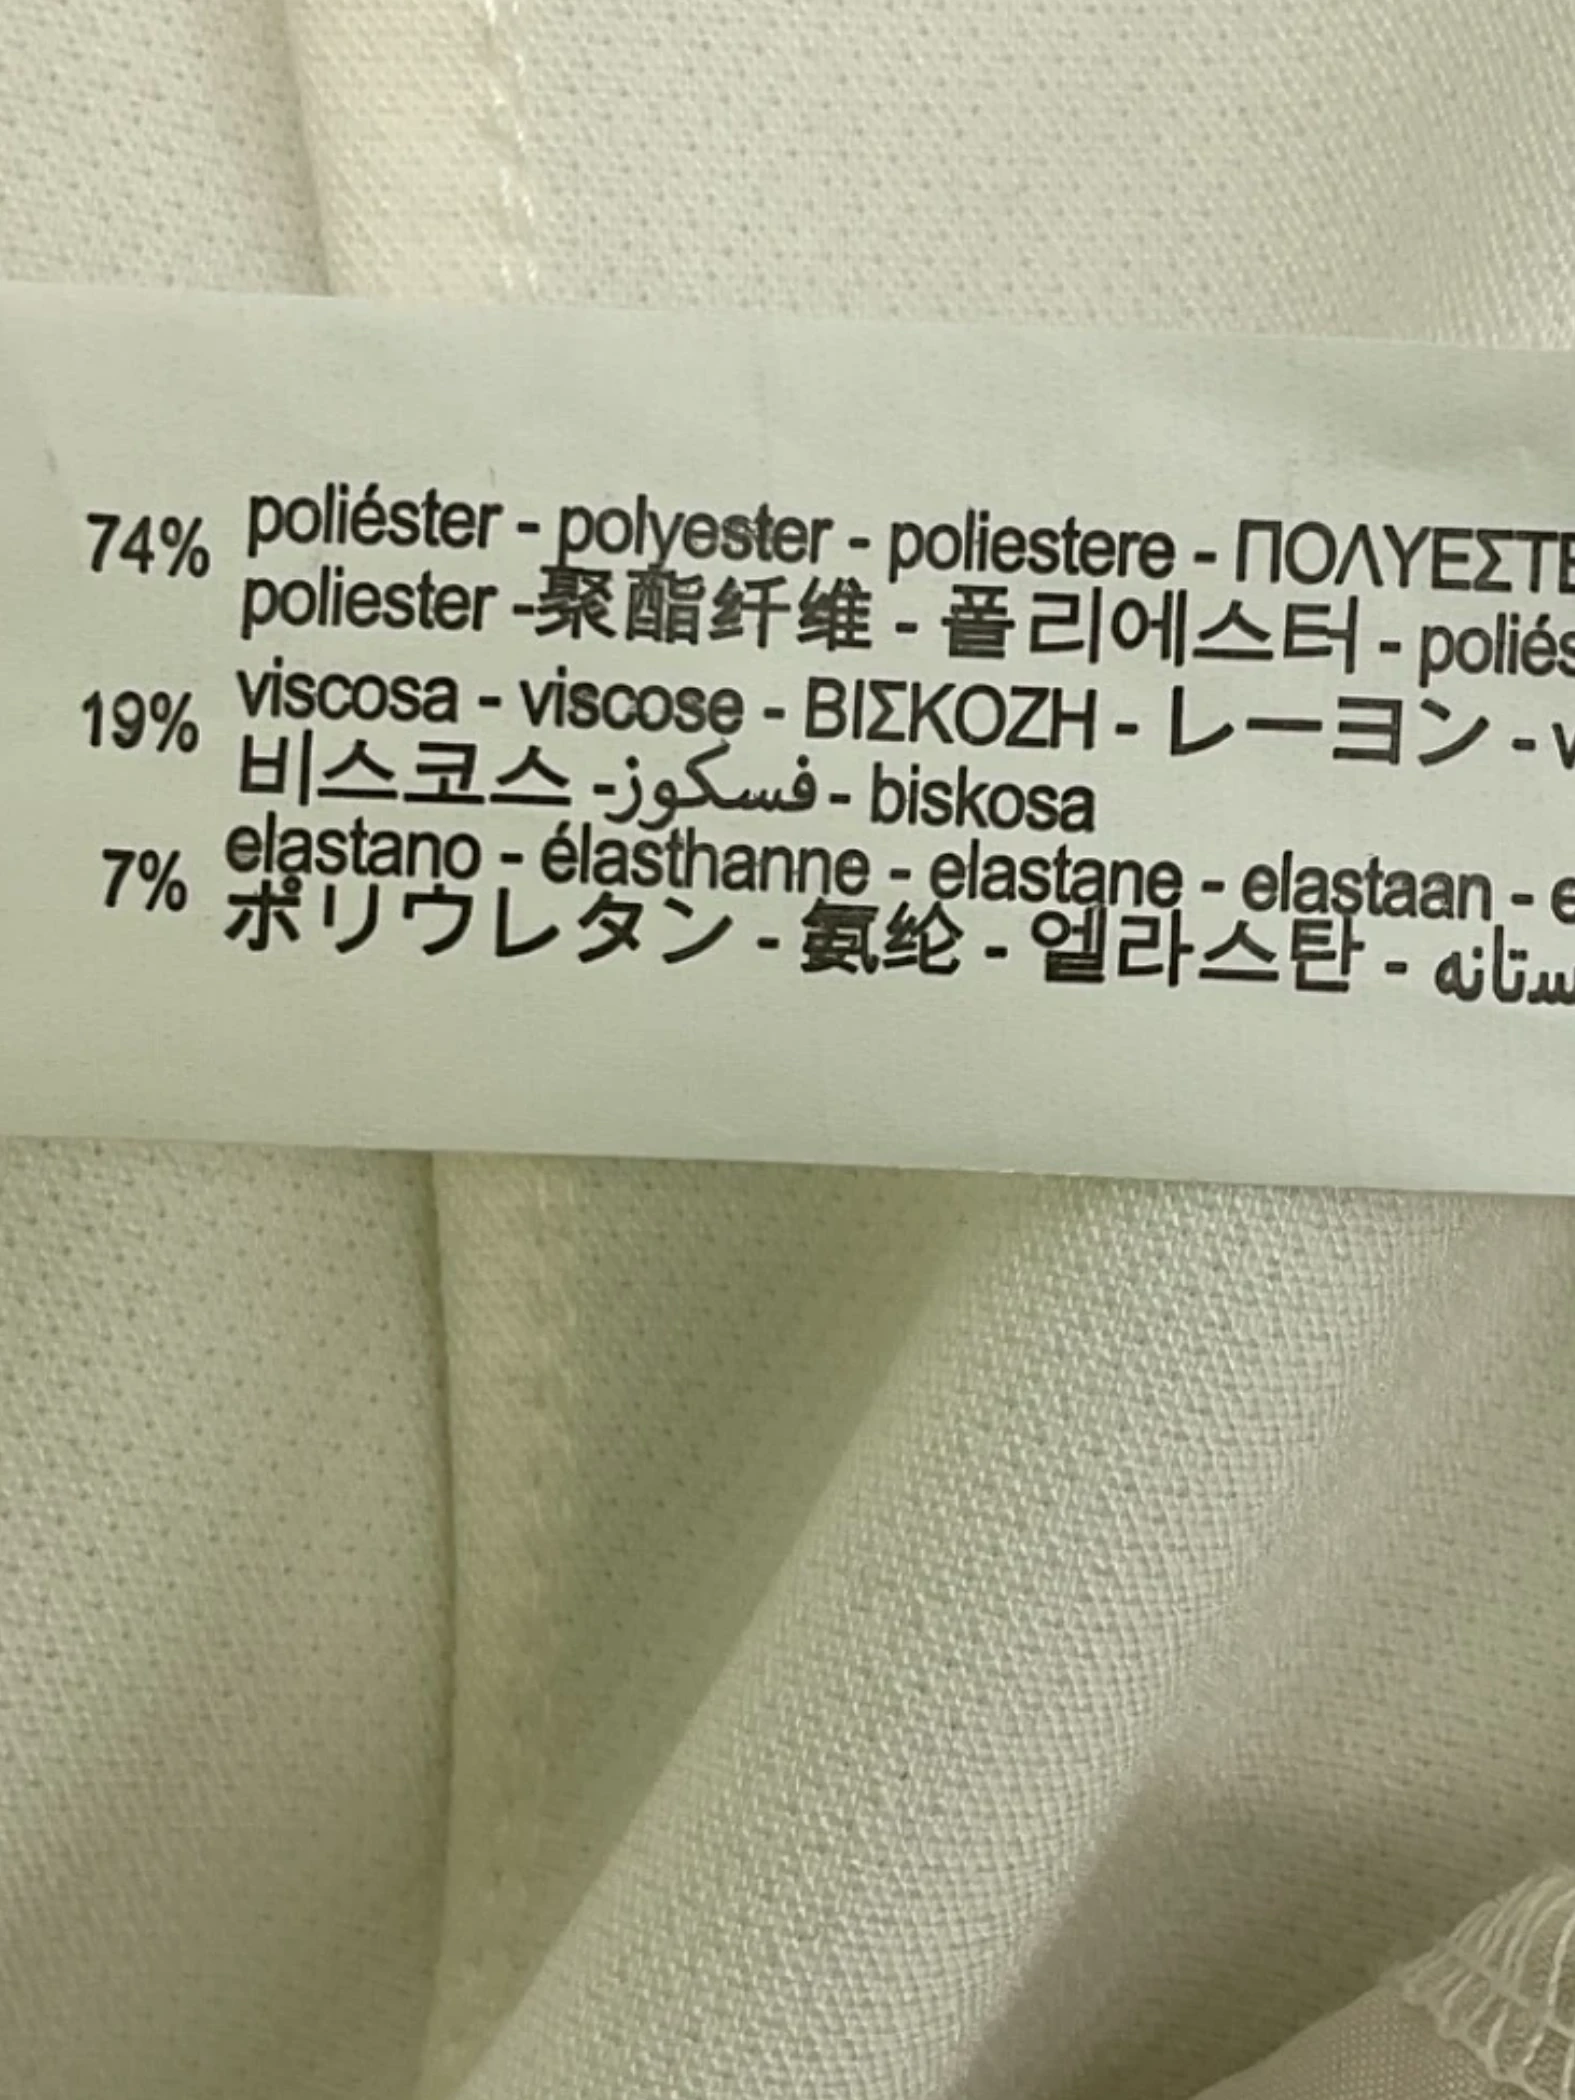 74% poliéster - polyester - poliestere - ΠΟΛΥΕΣΤΕ
poliester -聚酯纤维 - 폴리에스터 - poliés
19% viscosa - viscose - ΒΙΣΚΟΖΗ - レーヨン - v
비스코스 -فسكوز - biskosa
7% elastano - élasthanne - elastane - elastaan - e
ポリウレタン - 氨纶 - 엘라스탄 - ستانه